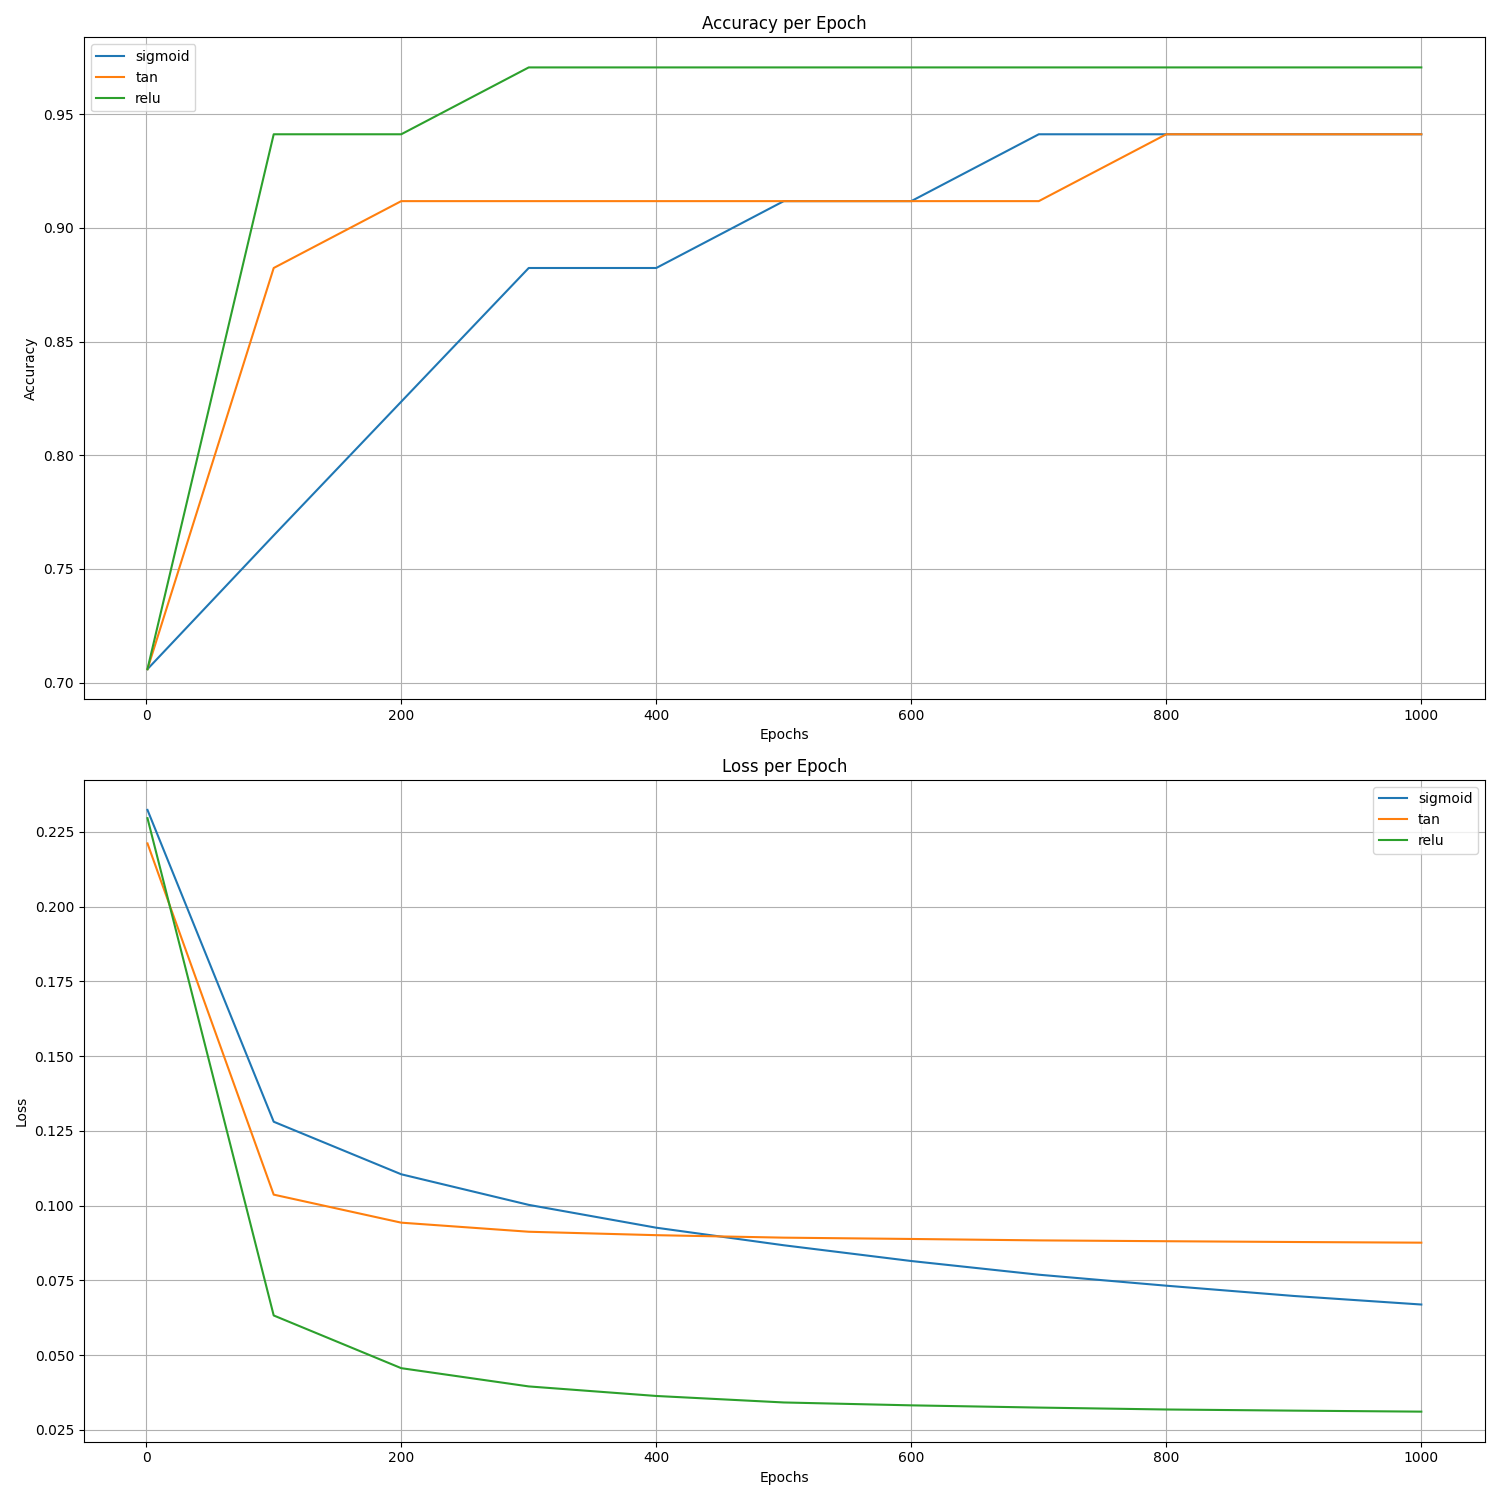 Accuracy per Epoch
sigmoid
tan
relu
0.95
0.90
0.85
0.80
0.75
0.70
Accuracy
0 200 400 600 800 1000
Epochs
Loss per Epoch
sigmoid
tan
relu
0.225
0.200
0.175
0.150
0.125
0.100
0.075
0.050
0.025
Loss
0 200 400 600 800 1000
Epochs